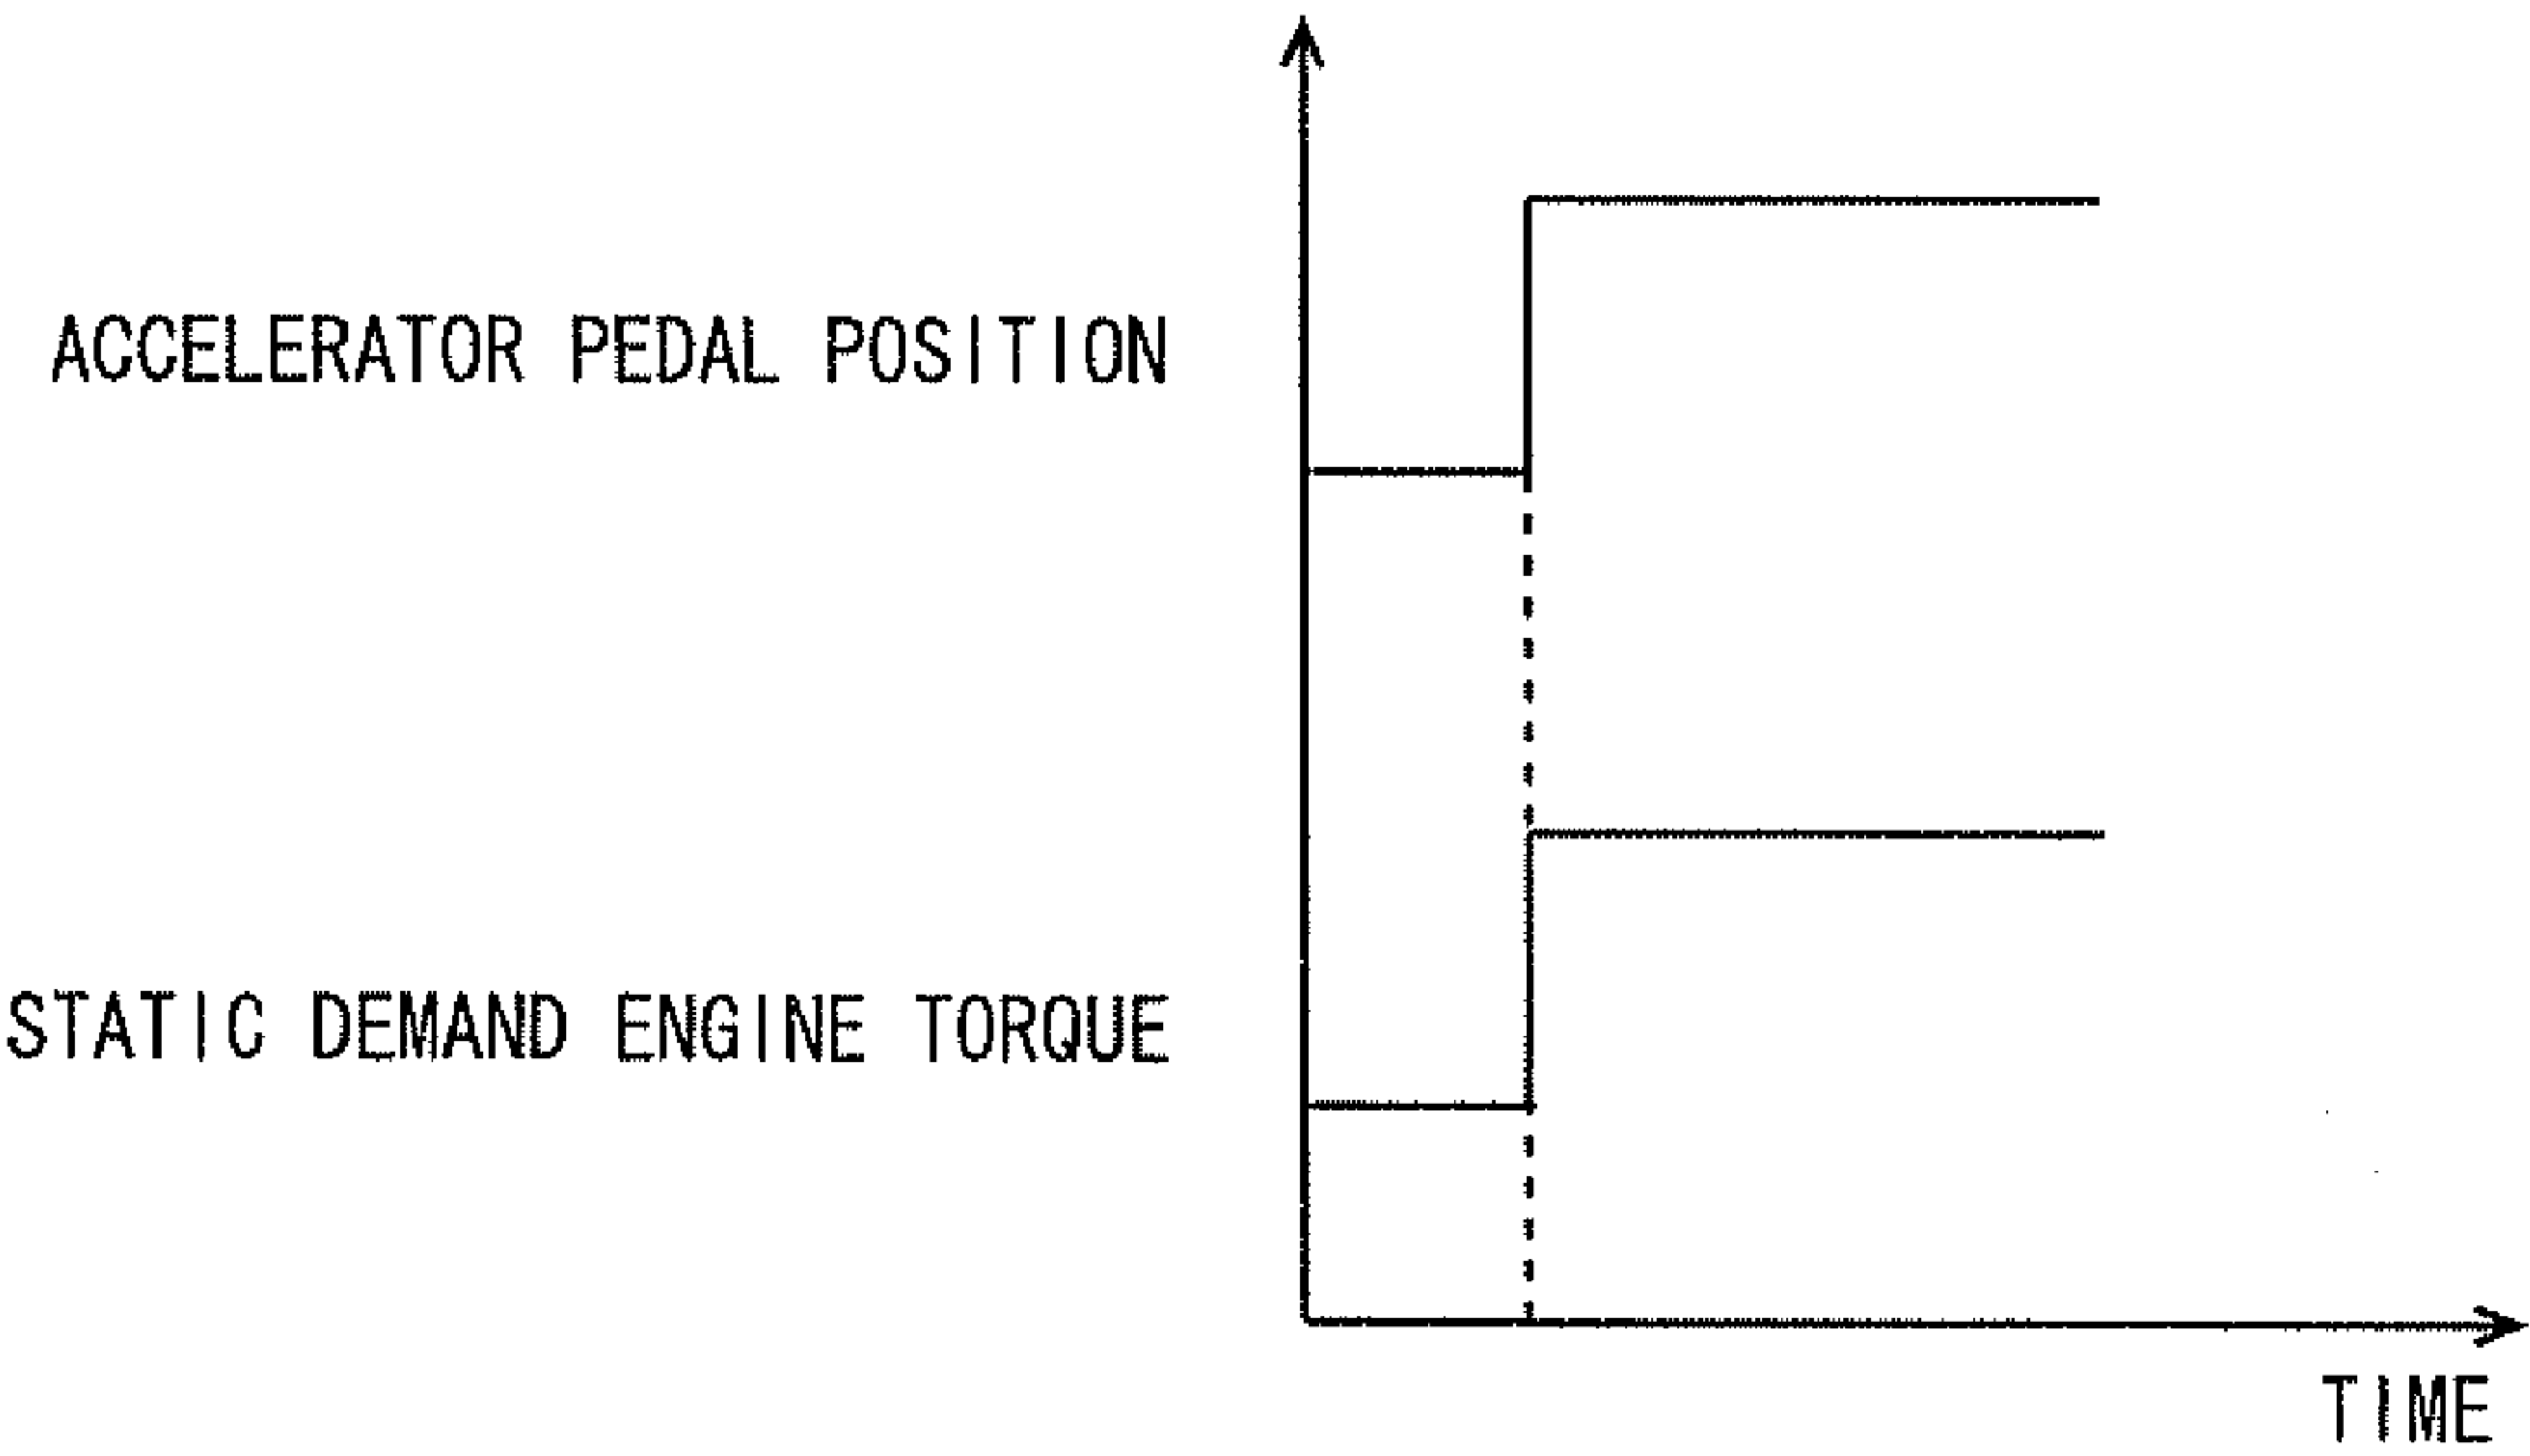 ACCELERATOR PEDAL POSITION
STATIC DEMAND ENGINE TORQUE
TIME